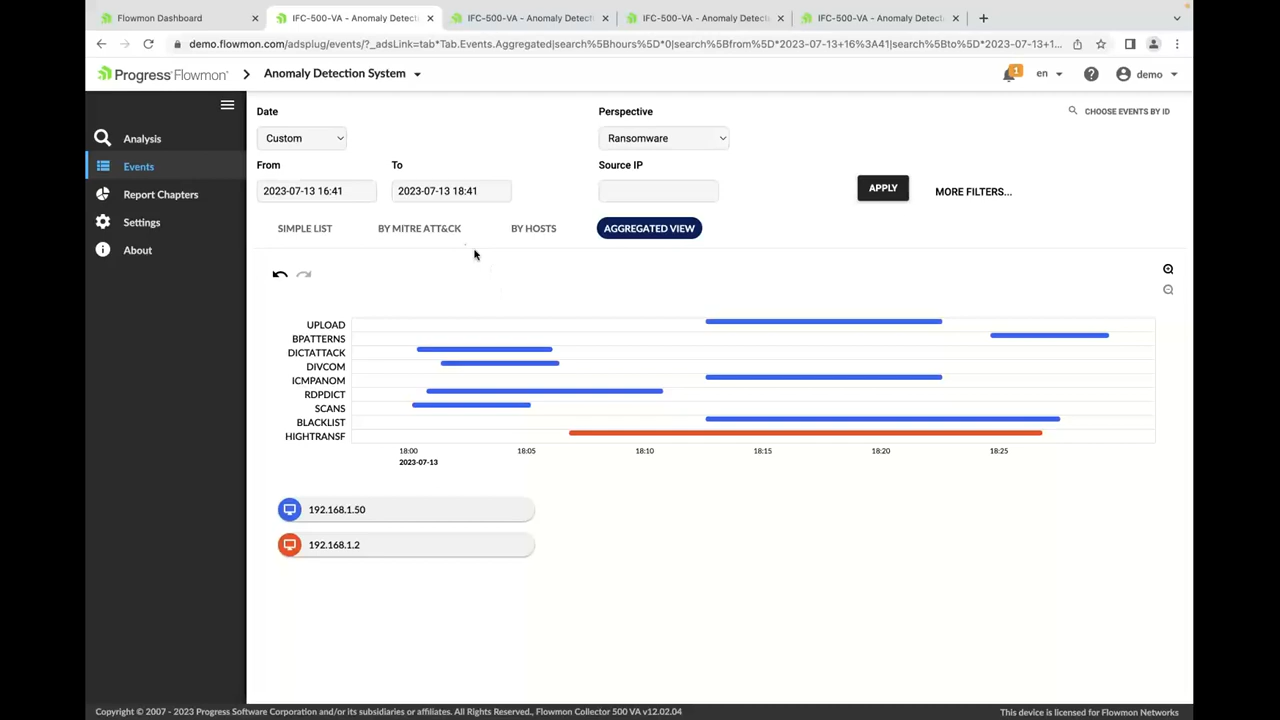 Flowmon Dashboard
IFC-500-VA - Anomaly Detecti
IFC-500-VA - Anomaly Detecti
IFC-500-VA - Anomaly Detecti
IFC-500-VA - Anomaly Detecti
demo.flowmon.com/adsplug/events/?_adsLink=tab*Tab.Events.Aggregated|search%5Bhours%5D*0|search%5Bfrom%5D*2023-07-13+16%3A41|search%5Bto%5D*2023-07-13+1...
Progress Flowmon
Anomaly Detection System
1
en
demo
Analysis
Events
Report Chapters
Settings
About
Date
Perspective
CHOOSE EVENTS BY ID
Custom
Ransomware
From
To
Source IP
2023-07-13 16:41
2023-07-13 18:41
APPLY
MORE FILTERS...
SIMPLE LIST
BY MITRE ATT&CK
BY HOSTS
AGGREGATED VIEW
UPLOAD
BPATTERNS
DICTATTACK
DIVCOM
ICMPANOM
RDPDICT
SCANS
BLACKLIST
HIGHTRANSF
18:00 18:05 18:10 18:15 18:20 18:25
2023-07-13
192.168.1.50
192.168.1.2
Copyright © 2007 - 2023 Progress Software Corporation and/or its subsidiaries or affiliates. All Rights Reserved., Flowmon Collector 500 VA v12.02.04
This device is licensed for Flowmon Networks